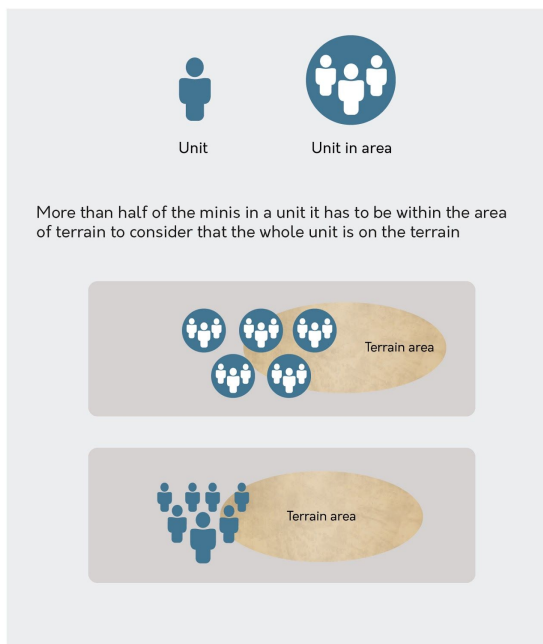 Unit
Unit in area
More than half of the minis in a unit it has to be within the area
of terrain to consider that the whole unit is on the terrain
Terrain area
Terrain area